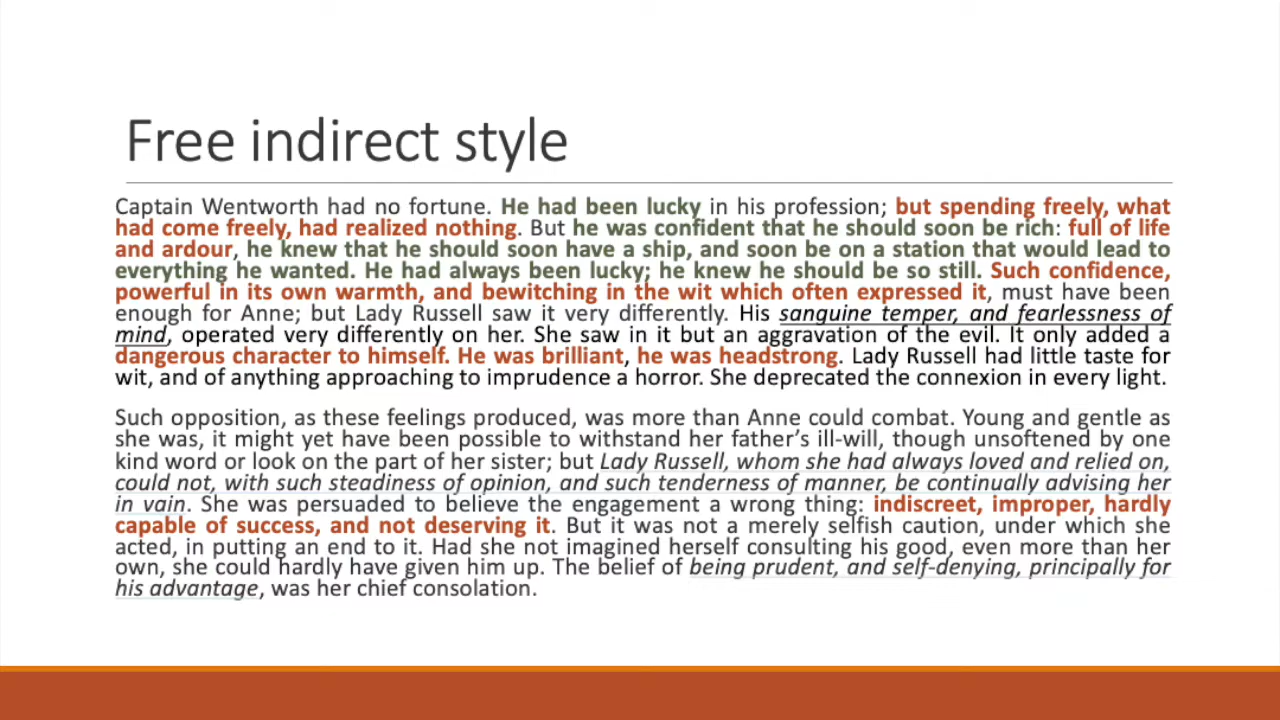 Free indirect style
Captain Wentworth had no fortune. He had been lucky in his profession; but spending freely, what
had come freely, had realized nothing. But he was confident that he should soon be rich: full of life
and ardour, he knew that he should soon have a ship, and soon be on a station that would lead to
everything he wanted. He had always been lucky; he knew he should be so still. Such confidence,
powerful in its own warmth, and bewitching in the wit which often expressed it, must have been
enough for Anne; but Lady Russell saw it very differently. His sanguine temper, and fearlessness of
mind, operated very differently on her. She saw in it but an aggravation of the evil. It only added a
dangerous character to himself. He was brilliant, he was headstrong. Lady Russell had little taste for
wit, and of anything approaching to imprudence a horror. She deprecated the connexion in every light.
Such opposition, as these feelings produced, was more than Anne could combat. Young and gentle as
she was, it might yet have been possible to withstand her father’s ill-will, though unsoftened by one
kind word or look on the part of her sister; but Lady Russell, whom she had always loved and relied on,
could not, with such steadiness of opinion, and such tenderness of manner, be continually advising her
in vain. She was persuaded to believe the engagement a wrong thing: indiscreet, improper, hardly
capable of success, and not deserving it. But it was not a merely selfish caution, under which she
acted, in putting an end to it. Had she not imagined herself consulting his good, even more than her
own, she could hardly have given him up. The belief of being prudent, and self-denying, principally for
his advantage, was her chief consolation.